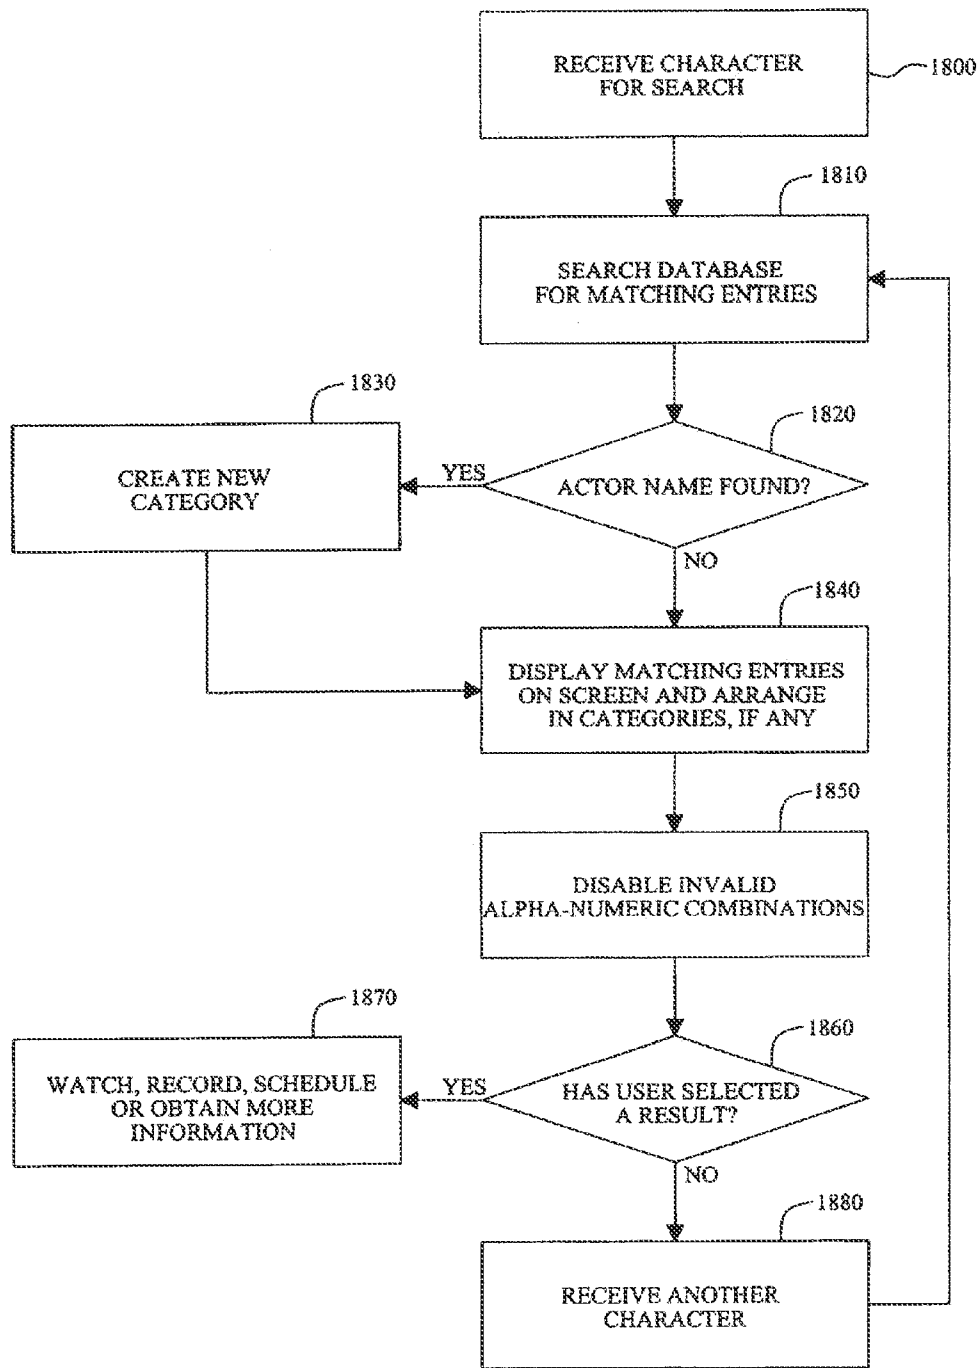 RECEIVE CHARACTER
FOR SEARCH
1800
1810
SEARCH DATABASE
FOR MATCHING ENTRIES
1830
1820
CREATE NEW
CATEGORY
YES
ACTOR NAME FOUND?
NO
1840
DISPLAY MATCHING ENTRIES
ON SCREEN AND ARRANGE
IN CATEGORIES, IF ANY
1850
DISABLE INVALID
ALPHA-NUMERIC COMBINATIONS
1870
1860
WATCH, RECORD, SCHEDULE
OR OBTAIN MORE
INFORMATION
YES
HAS USER SELECTED
A RESULT?
NO
1880
RECEIVE ANOTHER
CHARACTER